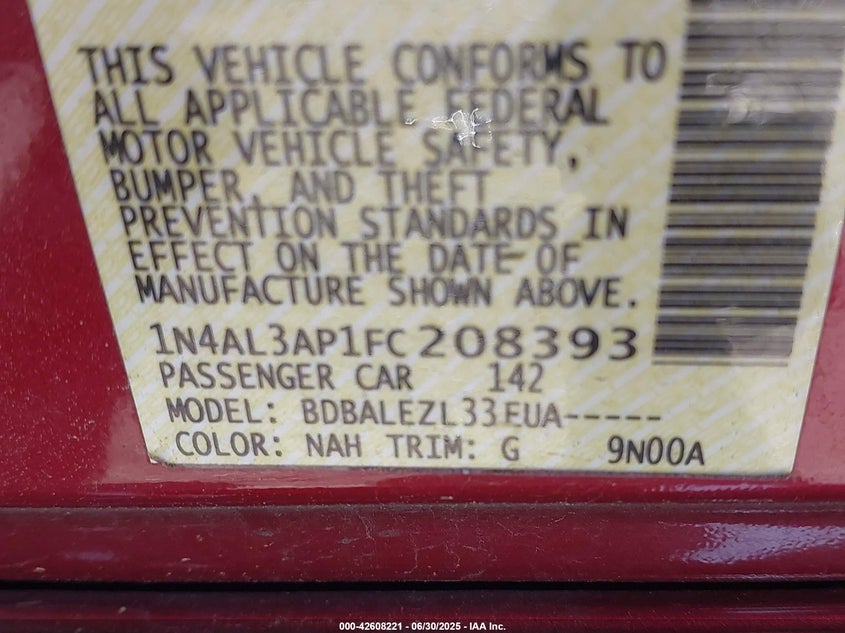 THIS VEHICLE CONFORMS TO
ALL APPLICABLE FEDERAL
MOTOR VEHICLE SAFETY,
BUMPER, AND THEFT
PREVENTION STANDARDS IN
EFFECT ON THE DATE OF
MANUFACTURE SHOWN ABOVE.
1N4AL3AP1FC208393
PASSENGER CAR 142
MODEL: BDBALEZL33EUA-----
COLOR: NAH TRIM: G 9N00A
000-42608221 - 06/30/2025 - IAA Inc.